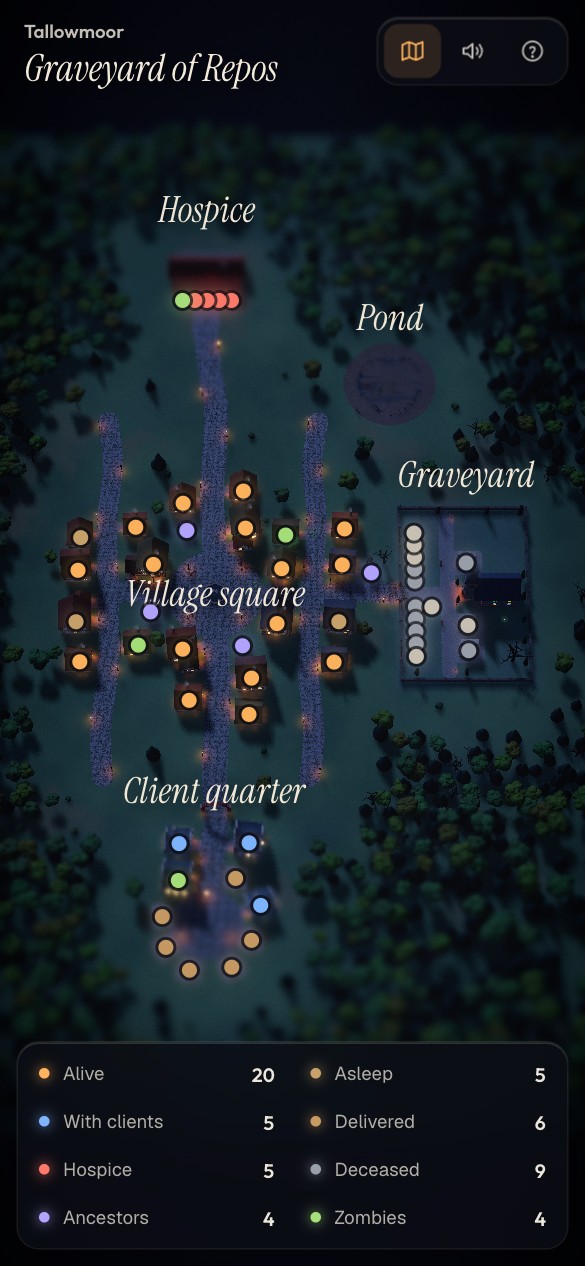 Tallowmoor
Graveyard of Repos
Hospice
Pond
Graveyard
Village square
Client quarter
Alive 20
Asleep 5
With clients 5
Delivered 6
Hospice 5
Deceased 9
Ancestors 4
Zombies 4